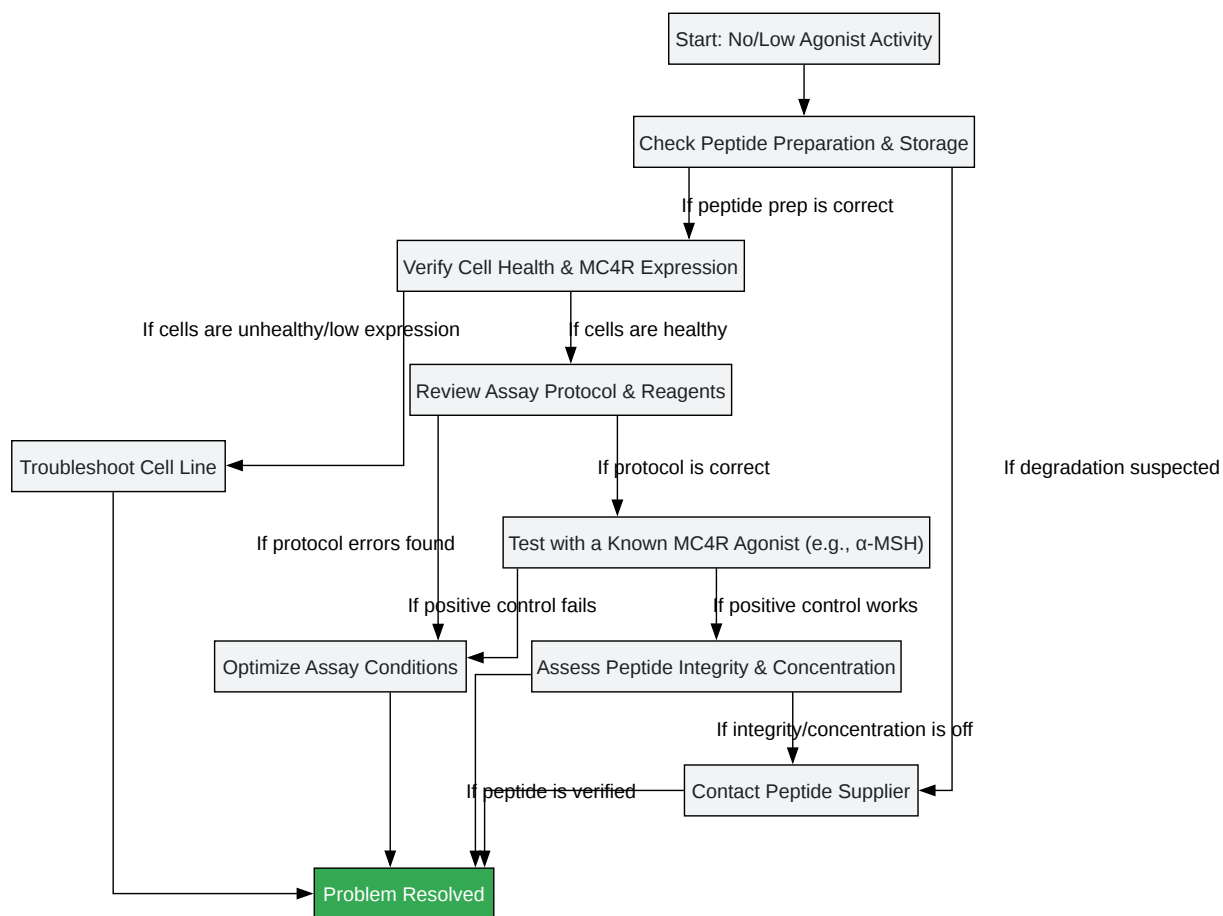 Start: No/Low Agonist Activity
Check Peptide Preparation & Storage
If peptide prep is correct
Verify Cell Health & MC4R Expression
If cells are unhealthy/low expression
If cells are healthy
Review Assay Protocol & Reagents
Troubleshoot Cell Line
If protocol is correct
If degradation suspected
If protocol errors found
Test with a Known MC4R Agonist (e.g., α-MSH)
If positive control fails
If positive control works
Optimize Assay Conditions
Assess Peptide Integrity & Concentration
If integrity/concentration is off
If peptide is verified
Contact Peptide Supplier
Problem Resolved